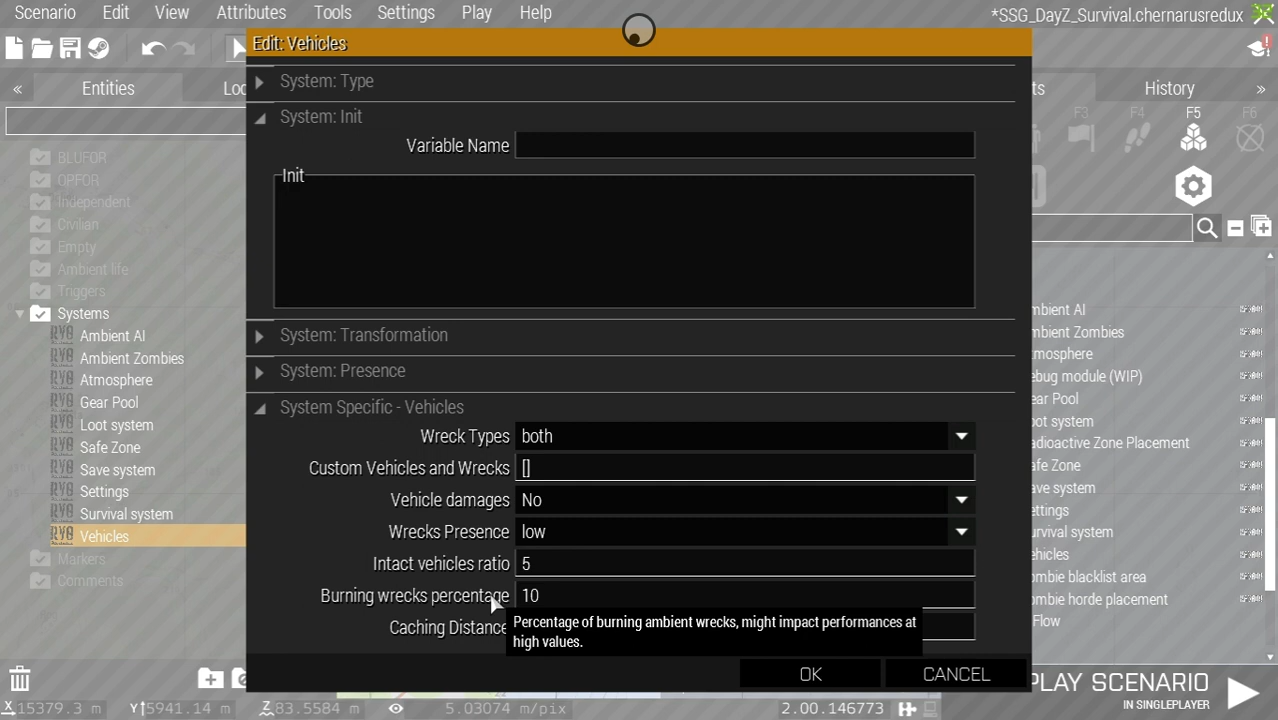 Scenario Edit View Attributes Tools Settings Play Help *SSG_DayZ_Survival.chernarusredux
Edit: Vehicles
« Entities History »
System: Type
System: Init
Variable Name
Init
F3 F4 F5 F6
BLUFOR
OPFOR
Independent
Civilian
Empty
Ambient life
Triggers
Systems
Ambient AI
Ambient Zombies
Atmosphere
Gear Pool
Loot system
Safe Zone
Save system
Settings
Survival system
Vehicles
Markers
Comments
System: Transformation
System: Presence
System Specific - Vehicles
Wreck Types both
Custom Vehicles and Wrecks []
Vehicle damages No
Wrecks Presence low
Intact vehicles ratio 5
Burning wrecks percentage 10
Caching Distance
Percentage of burning ambient wrecks, might impact performances at
high values.
OK CANCEL
mbient AI
mbient Zombies
tmosphere
ebug module (WIP)
ear Pool
oot system
adioactive Zone Placement
afe Zone
ave system
ettings
urvival system
ehicles
ombie blacklist area
ombie horde placement
Flow
PLAY SCENARIO
IN SINGLEPLAYER
X 15379.3 m Y 5941.14 m Z 83.5584 m 5.03074 m/pix 2.00.146773